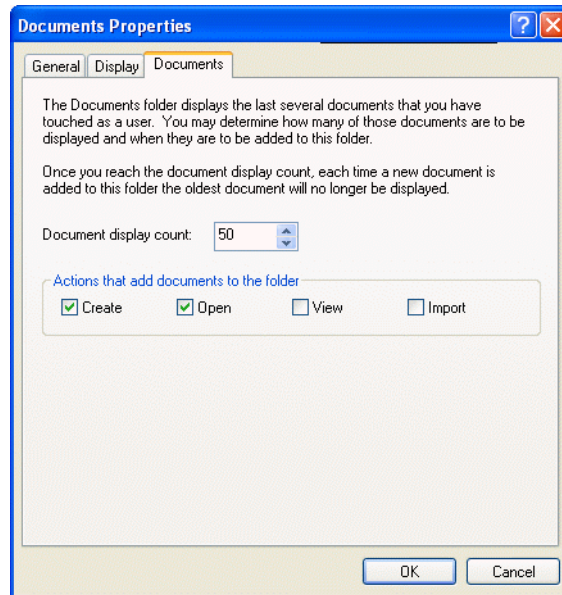 Documents Properties
General Display Documents
The Documents folder displays the last several documents that you have
touched as a user.  You may determine how many of those documents are to be
displayed and when they are to be added to this folder.
Once you reach the document display count, each time a new document is
added to this folder the oldest document will no longer be displayed.
Document display count: 50
Actions that add documents to the folder
Create Open View Import
OK Cancel